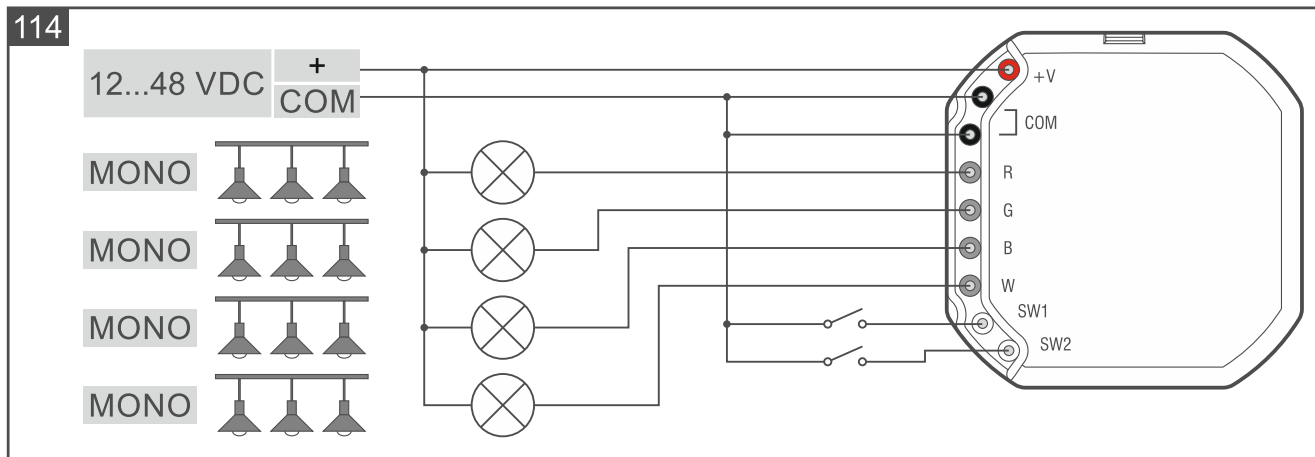 114
12...48 VDC
+
COM
MONO
MONO
MONO
MONO
+V
COM
R
G
B
W
SW1
SW2